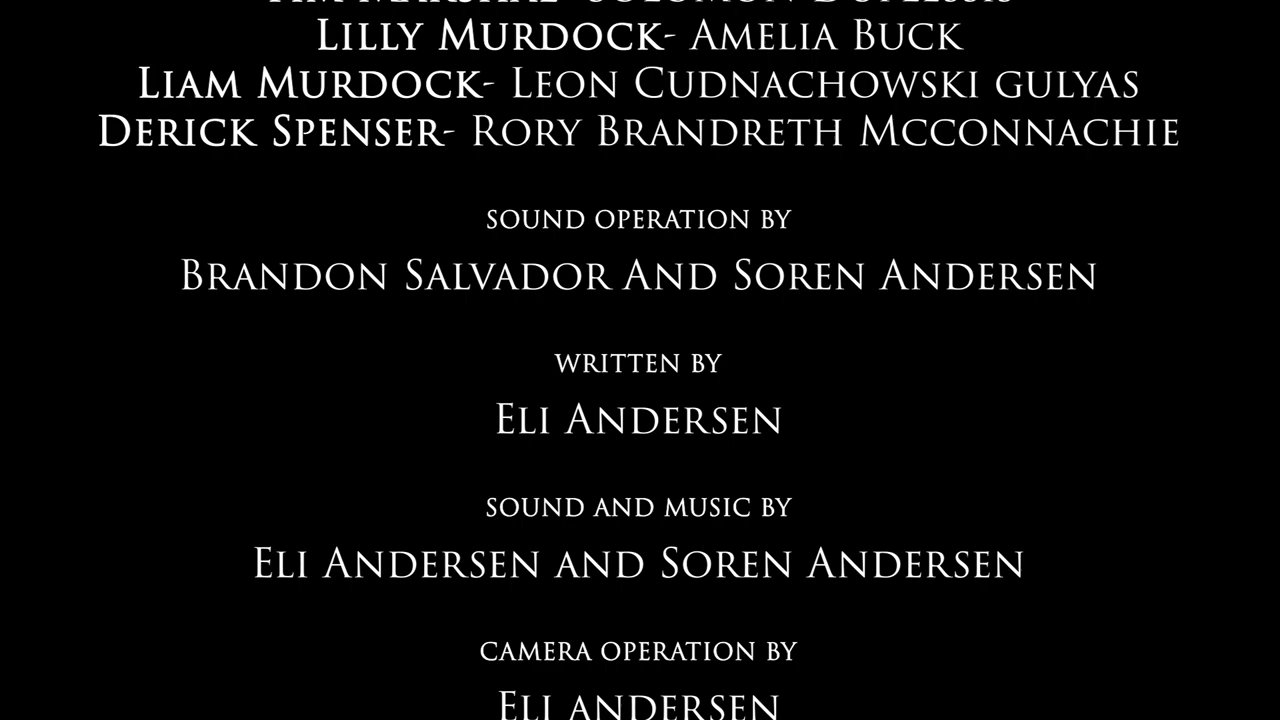 LILLY MURDOCK- AMELIA BUCK
LIAM MURDOCK- LEON CUDNACHOWSKI GULYAS
DERICK SPENSER- RORY BRANDRETH MCCONNACHIE
SOUND OPERATION BY
BRANDON SALVADOR AND SOREN ANDERSEN
WRITTEN BY
ELI ANDERSEN
SOUND AND MUSIC BY
ELI ANDERSEN AND SOREN ANDERSEN
CAMERA OPERATION BY
ELI ANDERSEN